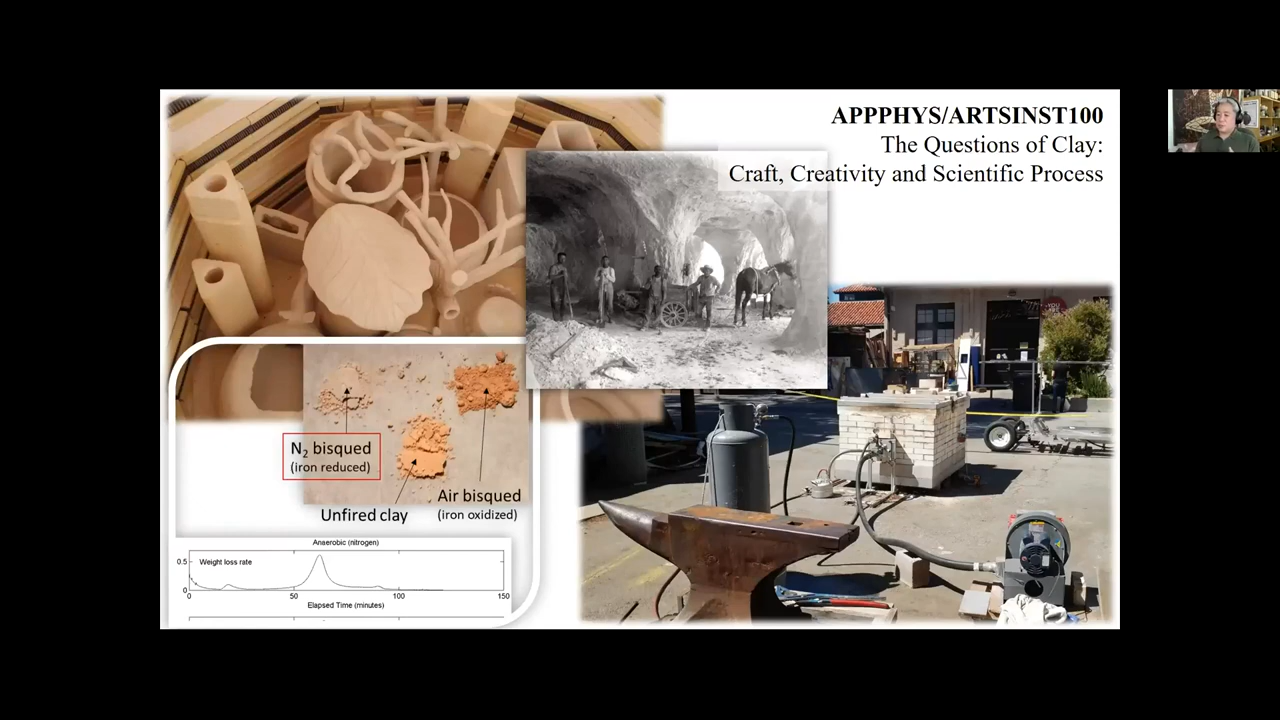 APPPHYS/ARTSINST100
The Questions of Clay:
Craft, Creativity and Scientific Process
N2 bisqued
(iron reduced)
Air bisqued
(iron oxidized)
Unfired clay
Anaerobic (nitrogen)
Weight loss rate
0.5
0
0 50 100 150
Elapsed Time (minutes)